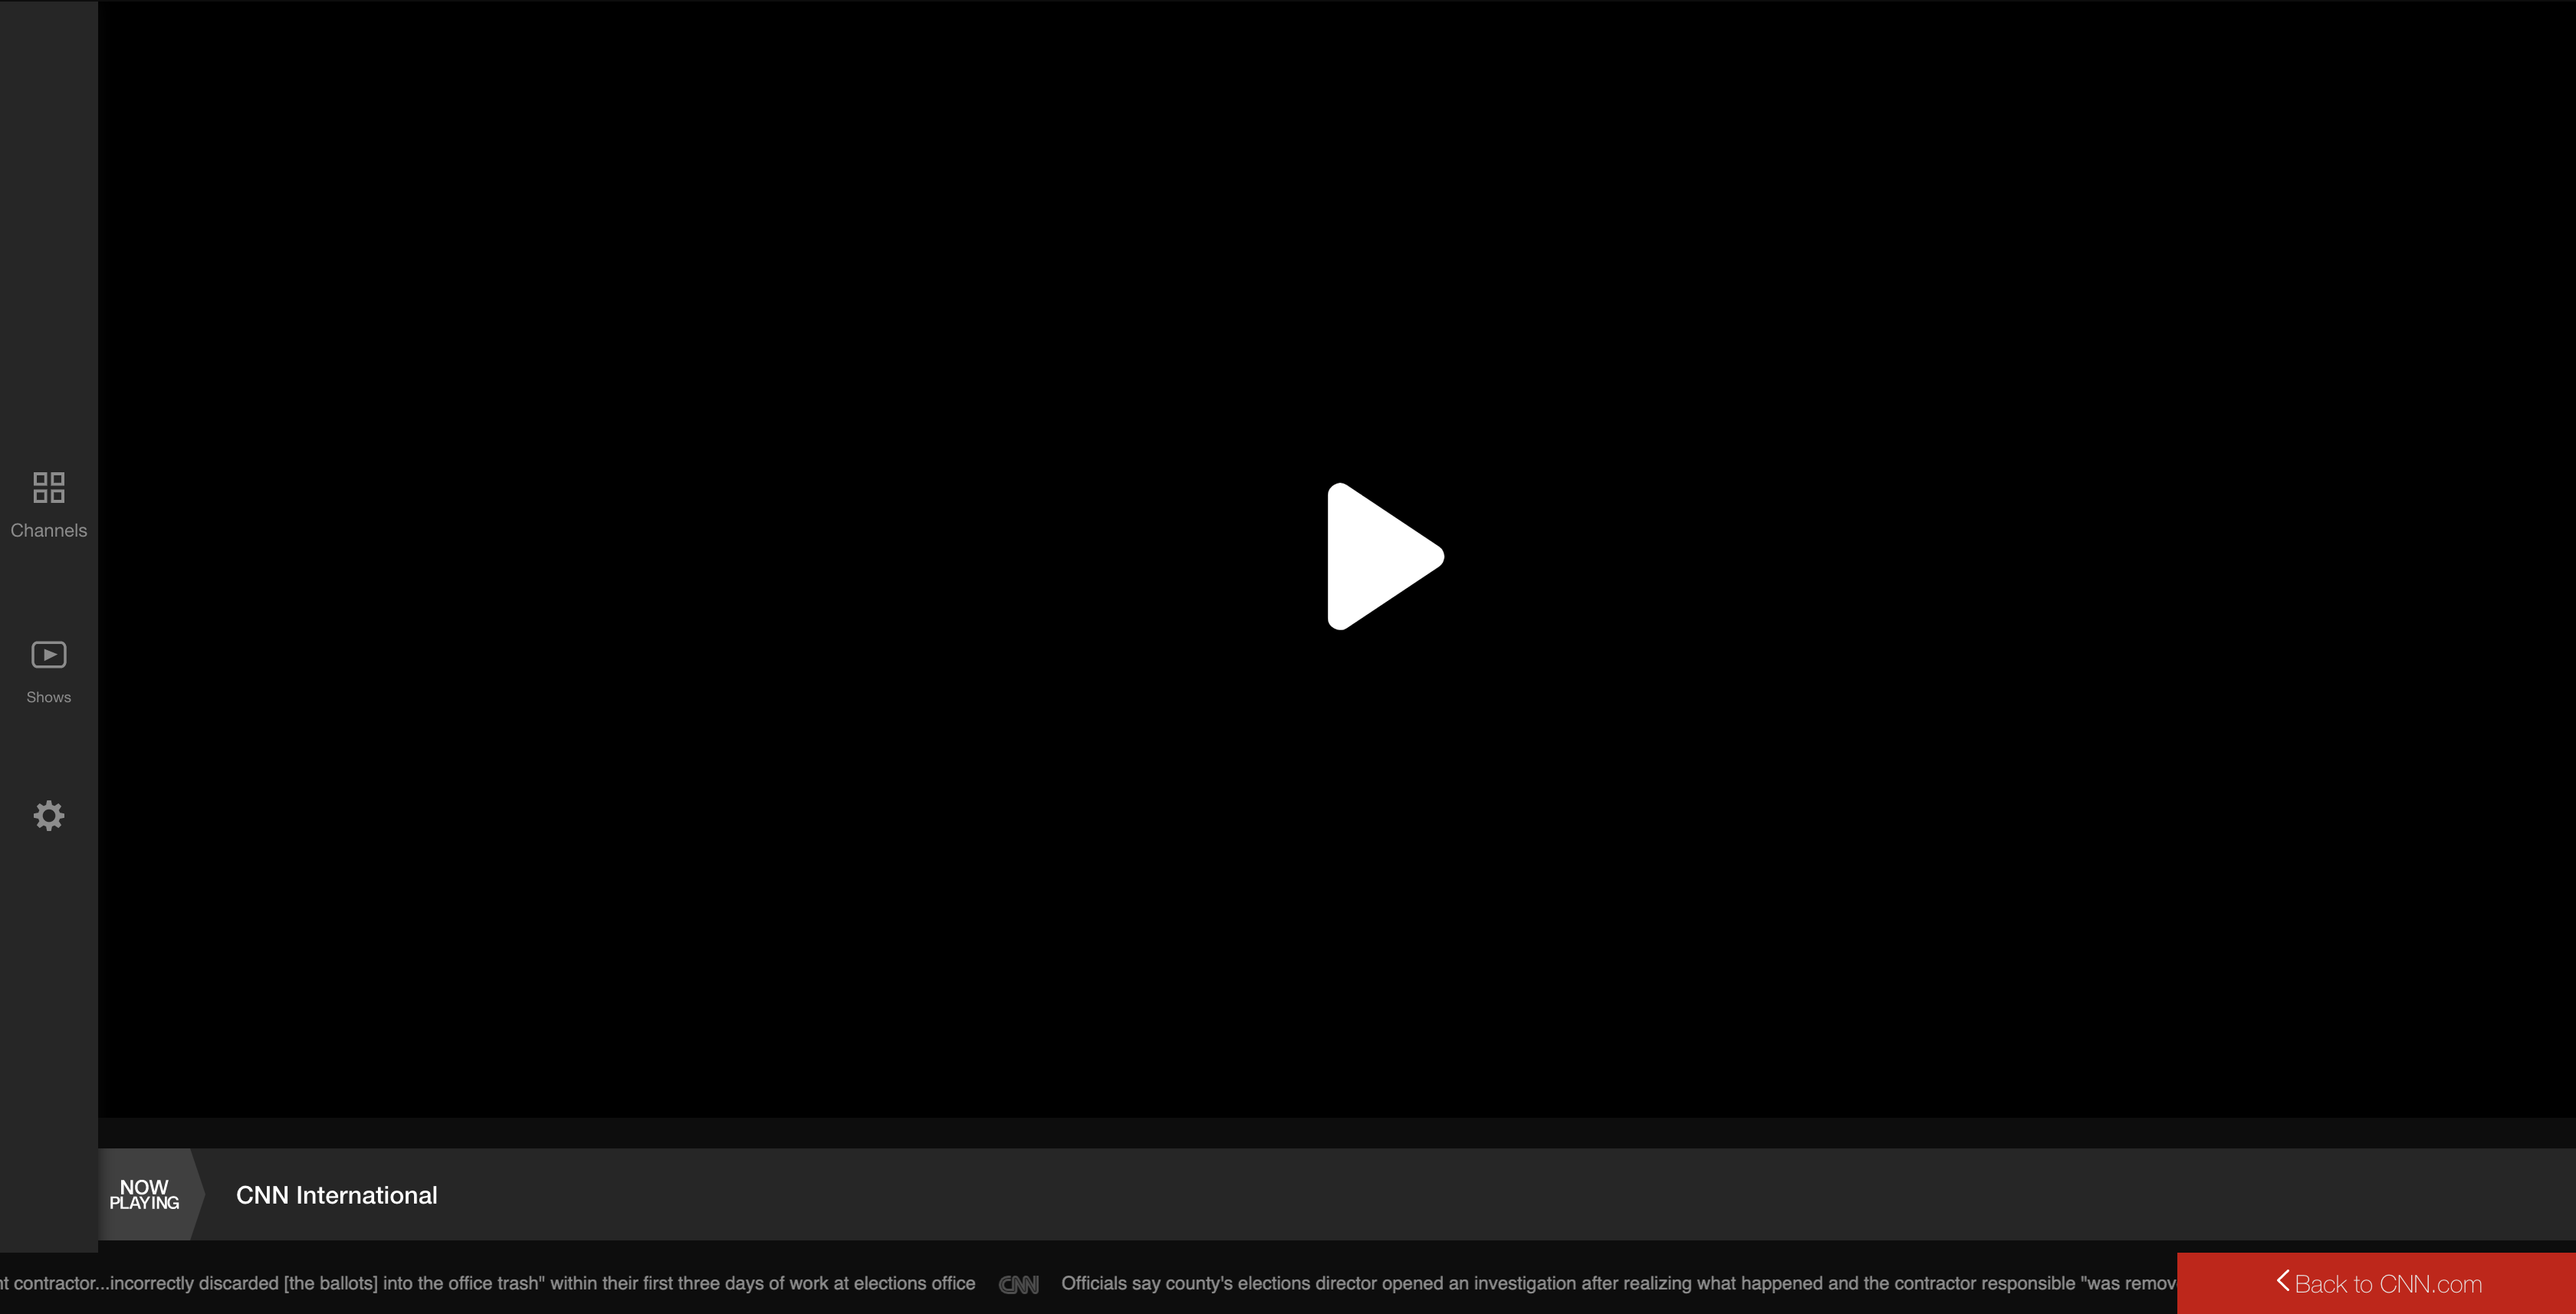 Channels
Shows
NOW
PLAYING
CNN International
contractor...incorrectly discarded [the ballots] into the office trash" within their first three days of work at elections office CNN Officials say county's elections director opened an investigation after realizing what happened and the contractor responsible "was remov
Back to CNN.com